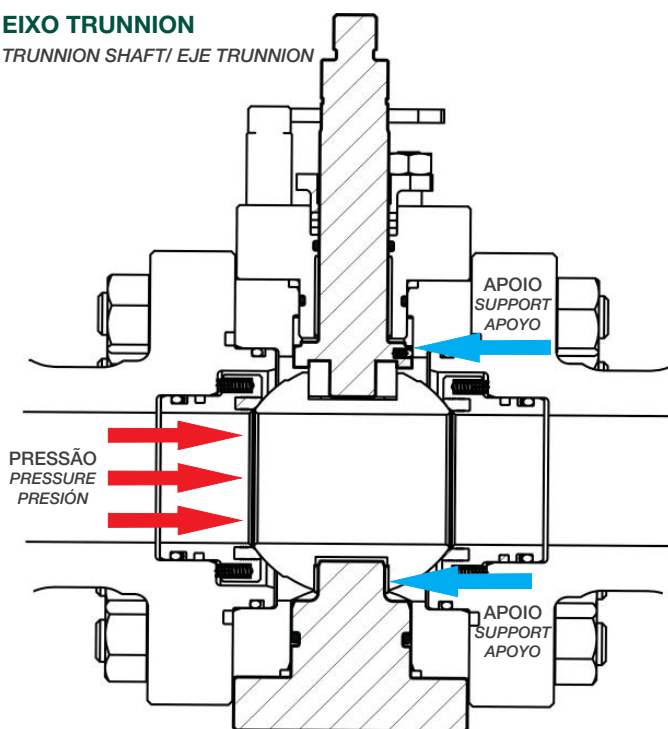 EIXO TRUNNION
TRUNNION SHAFT/ EJE TRUNNION
APOIO
SUPPORT
APOYO
PRESSÃO
PRESSURE
PRESIÓN
APOIO
SUPPORT
APOYO